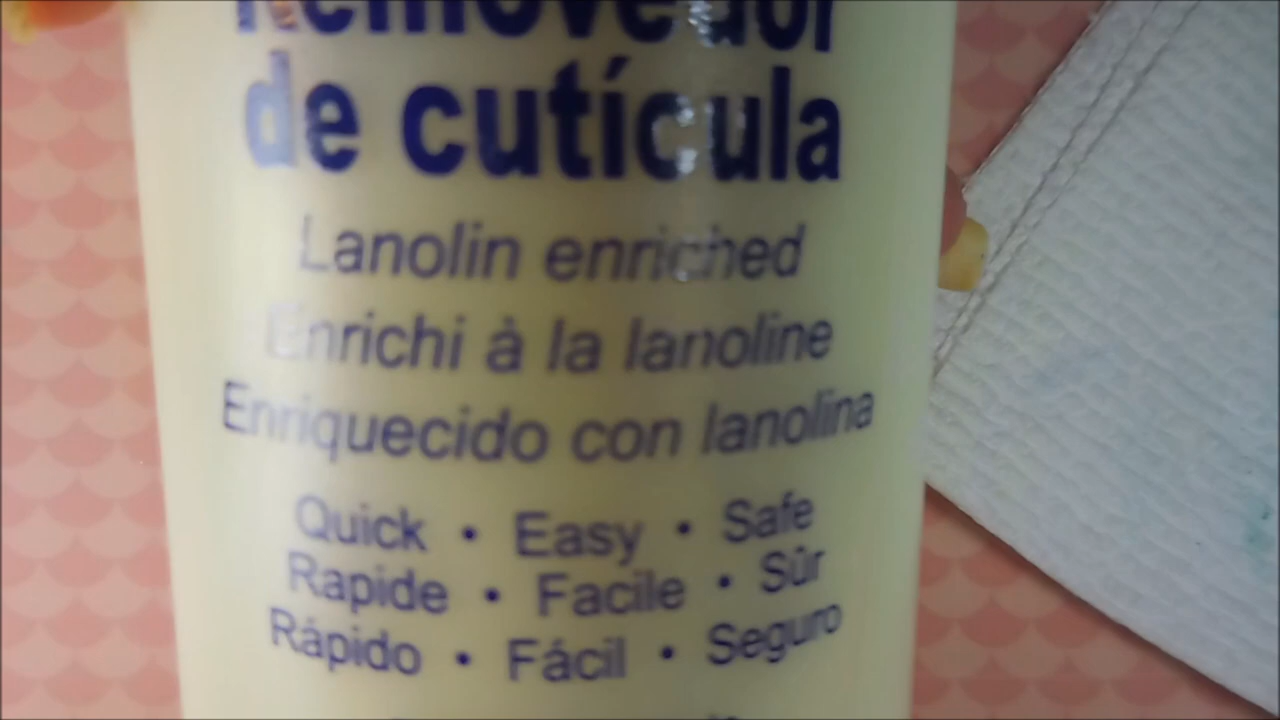 Removedor
de cutícula
Lanolin enriched
Enrichi à la lanoline
Enriquecido con lanolina
Quick • Easy • Safe
Rapide • Facile • Sûr
Rápido • Fácil • Seguro